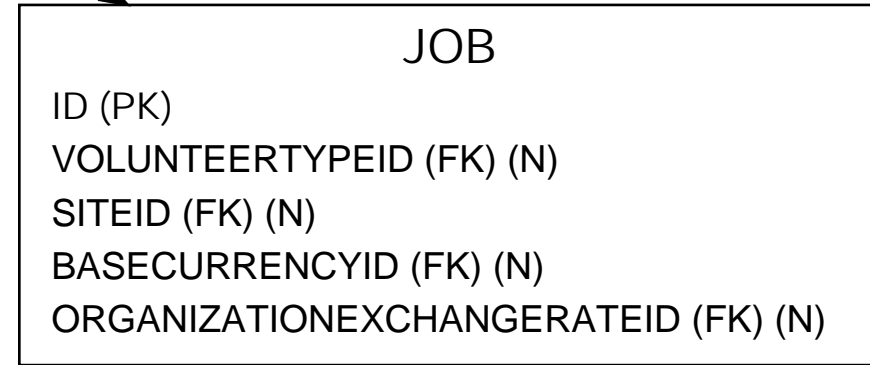 JOB
ID (PK)
VOLUNTEERTYPEID (FK) (N)
SITEID (FK) (N)
BASECURRENCYID (FK) (N)
ORGANIZATIONEXCHANGERATEID (FK) (N)